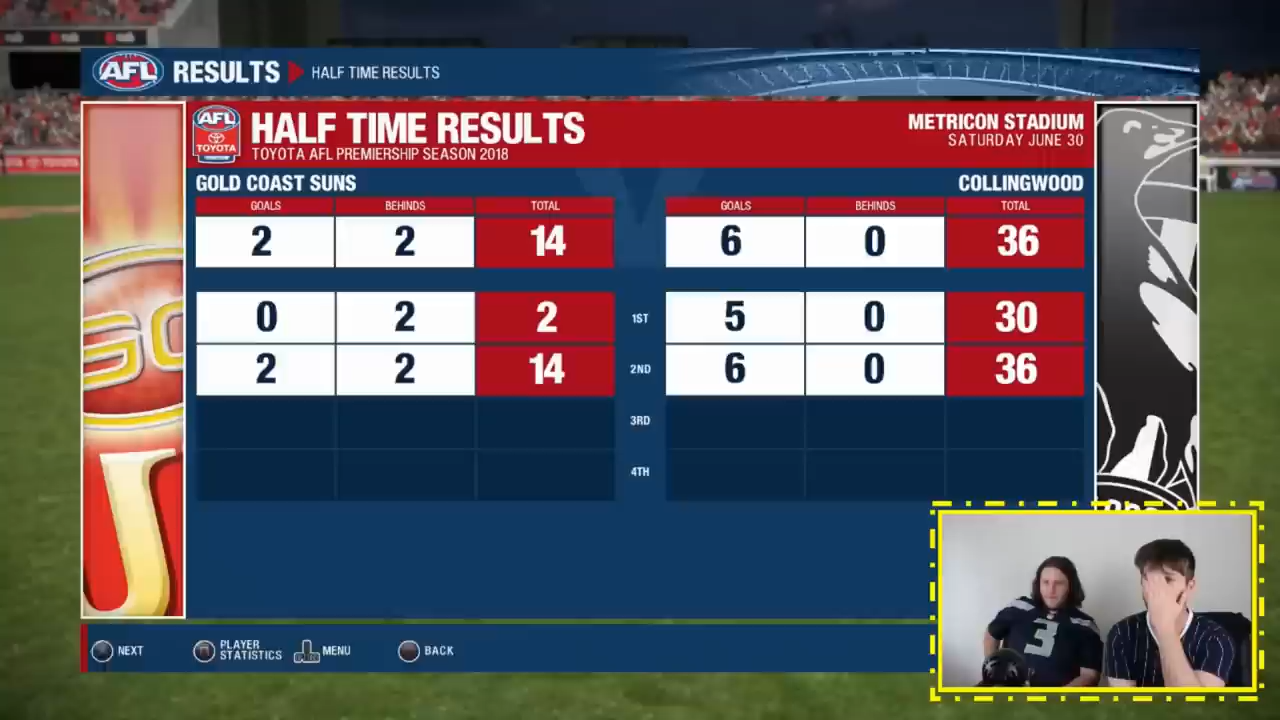 AFL RESULTS HALF TIME RESULTS
AFL TOYOTA
HALF TIME RESULTS
TOYOTA AFL PREMIERSHIP SEASON 2018
METRICON STADIUM
SATURDAY JUNE 30
GOLD COAST SUNS
COLLINGWOOD
GOALS BEHINDS TOTAL GOALS BEHINDS TOTAL
2 2 14 6 0 36
0 2 2 1ST 5 0 30
2 2 14 2ND 6 0 36
3RD
4TH
3
NEXT PLAYER STATISTICS MENU BACK